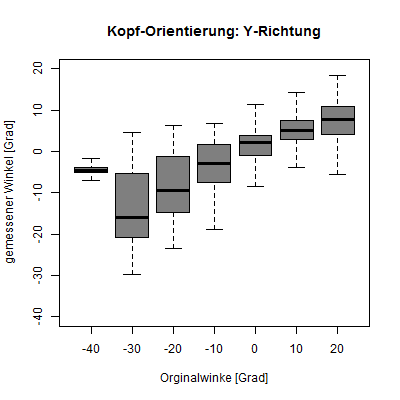 Kopf-Orientierung: Y-Richtung
gemessener Winkel [Grad]
20
10
0
-10
-20
-30
-40
-40 -30 -20 -10 0 10 20
Orginalwinke [Grad]